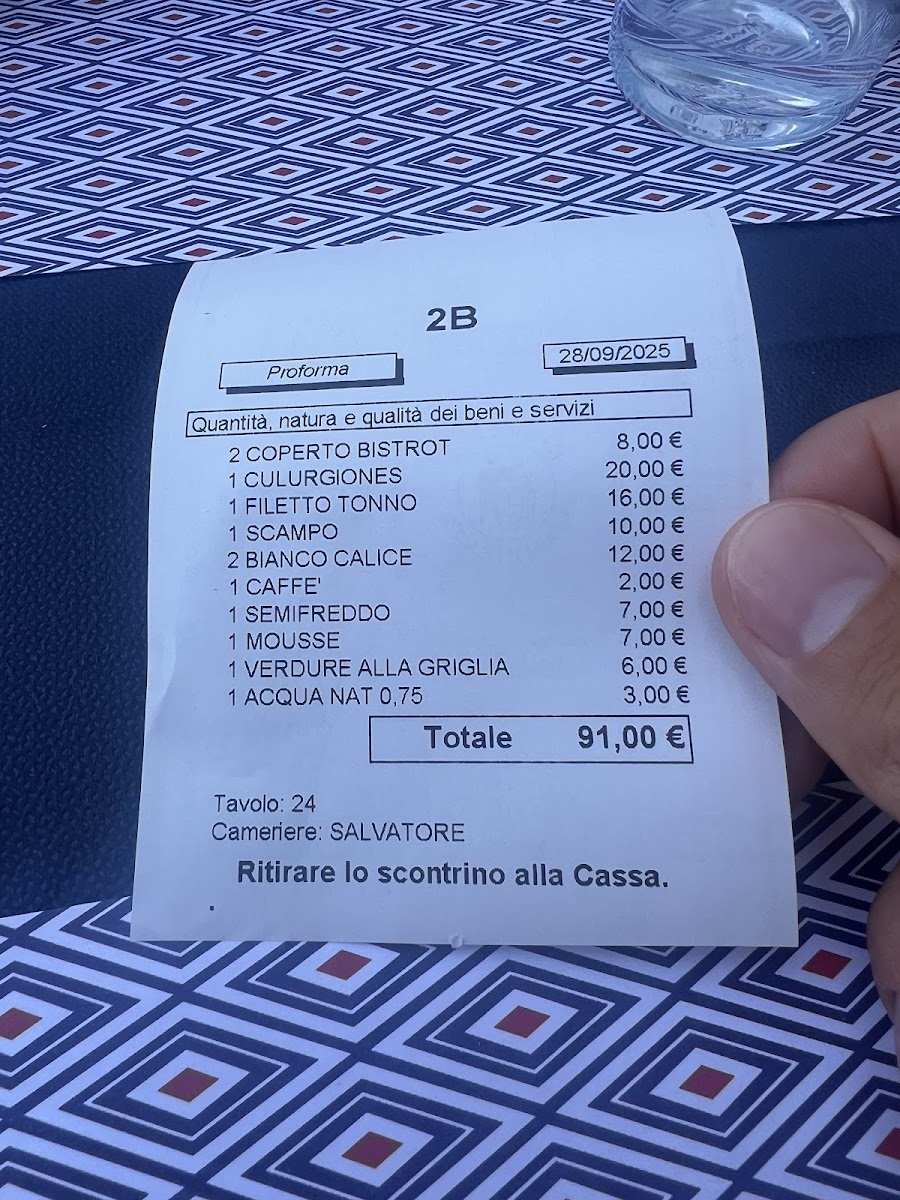 2B
Proforma 28/09/2025
Quantità, natura e qualità dei beni e servizi
2 COPERTO BISTROT 8,00 €
1 CULURGIONES 20,00 €
1 FILETTO TONNO 16,00 €
1 SCAMPO 10,00 €
2 BIANCO CALICE 12,00 €
1 CAFFE' 2,00 €
1 SEMIFREDDO 7,00 €
1 MOUSSE 7,00 €
1 VERDURE ALLA GRIGLIA 6,00 €
1 ACQUA NAT 0,75 3,00 €
Totale 91,00 €
Tavolo: 24
Cameriere: SALVATORE
Ritirare lo scontrino alla Cassa.
.